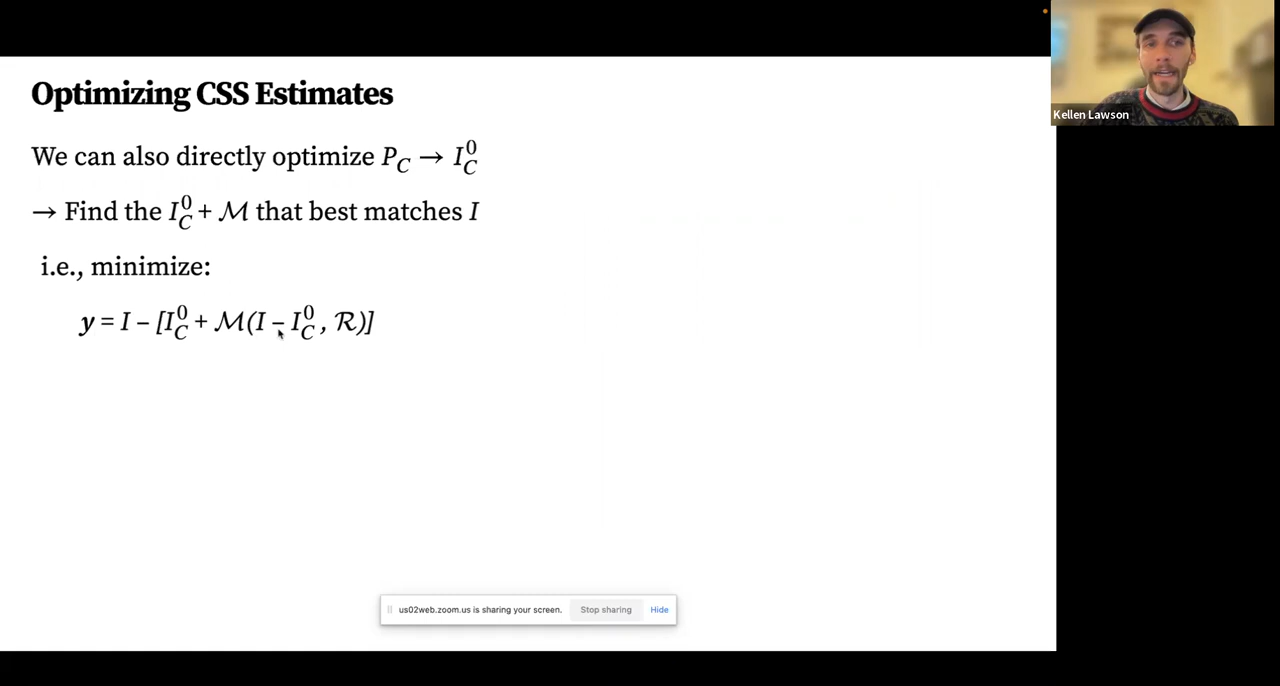 Optimizing CSS Estimates
We can also directly optimize P_C → I_C^0
→ Find the I_C^0 + ℳ that best matches I
i.e., minimize:
y = I – [I_C^0 + ℳ(I – I_C^0 , ℛ)]
Kellen Lawson
us02web.zoom.us is sharing your screen. Stop sharing Hide